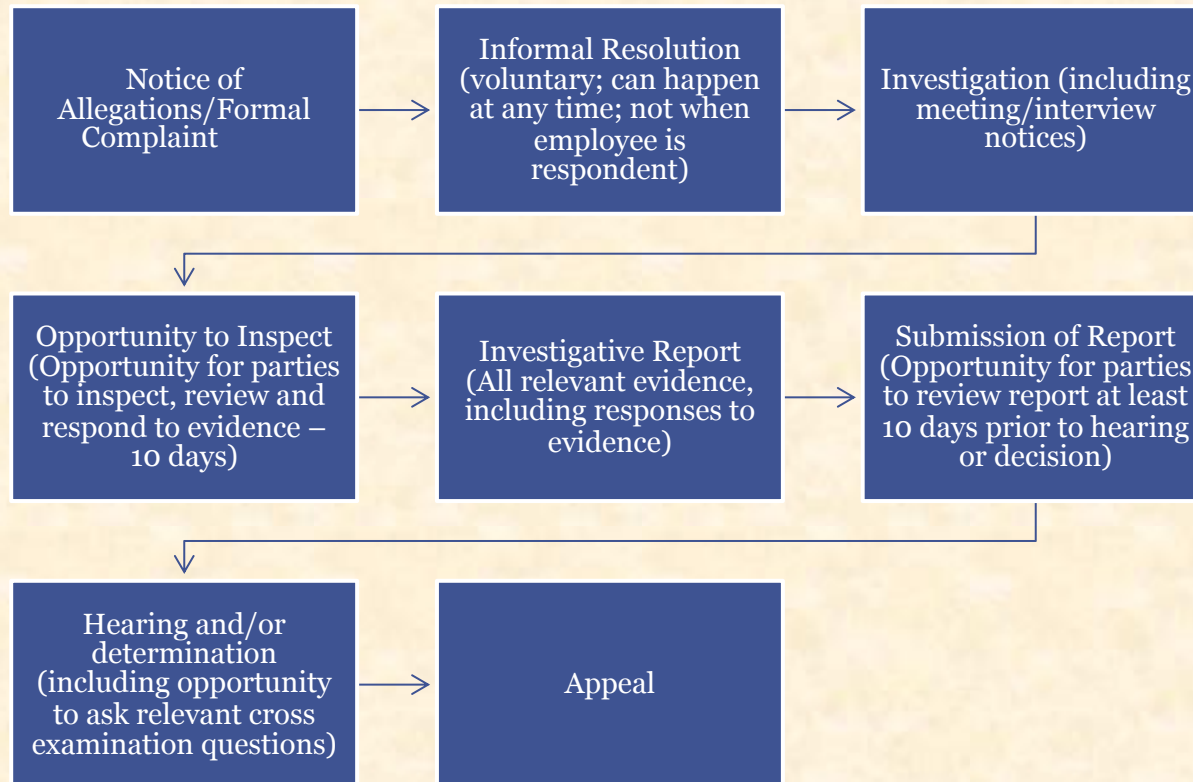 Notice of
Allegations/Formal
Complaint
Informal Resolution
(voluntary; can happen
at any time; not when
employee is
respondent)
Investigation (including
meeting/interview
notices)
Opportunity to Inspect
(Opportunity for parties
to inspect, review and
respond to evidence –
10 days)
Investigative Report
(All relevant evidence,
including responses to
evidence)
Submission of Report
(Opportunity for parties
to review report at least
10 days prior to hearing
or decision)
Hearing and/or
determination
(including opportunity
to ask relevant cross
examination questions)
Appeal